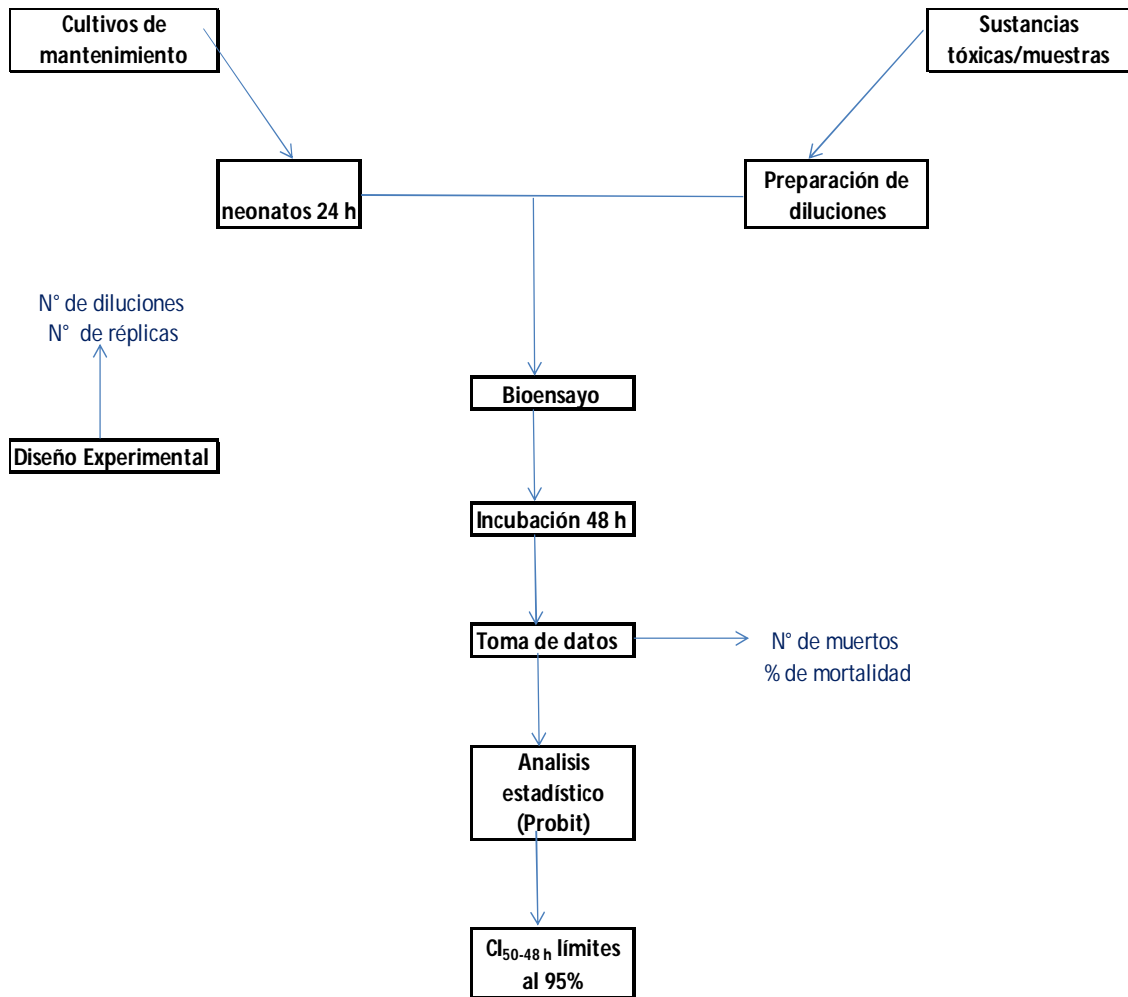 Cultivos de
mantenimiento
Sustancias
tóxicas/muestras
neonatos 24 h
Preparación de
diluciones
N° de diluciones
N° de réplicas
Bioensayo
Diseño Experimental
Incubación 48 h
Toma de datos
N° de muertos
% de mortalidad
Analisis
estadístico
(Probit)
CI50-48 h límites
al 95%